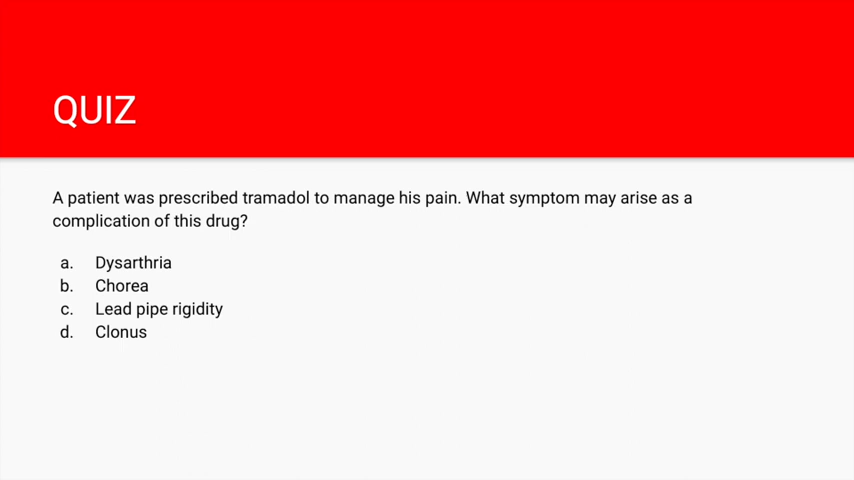 QUIZ
A patient was prescribed tramadol to manage his pain. What symptom may arise as a
complication of this drug?
a. Dysarthria
b. Chorea
c. Lead pipe rigidity
d. Clonus